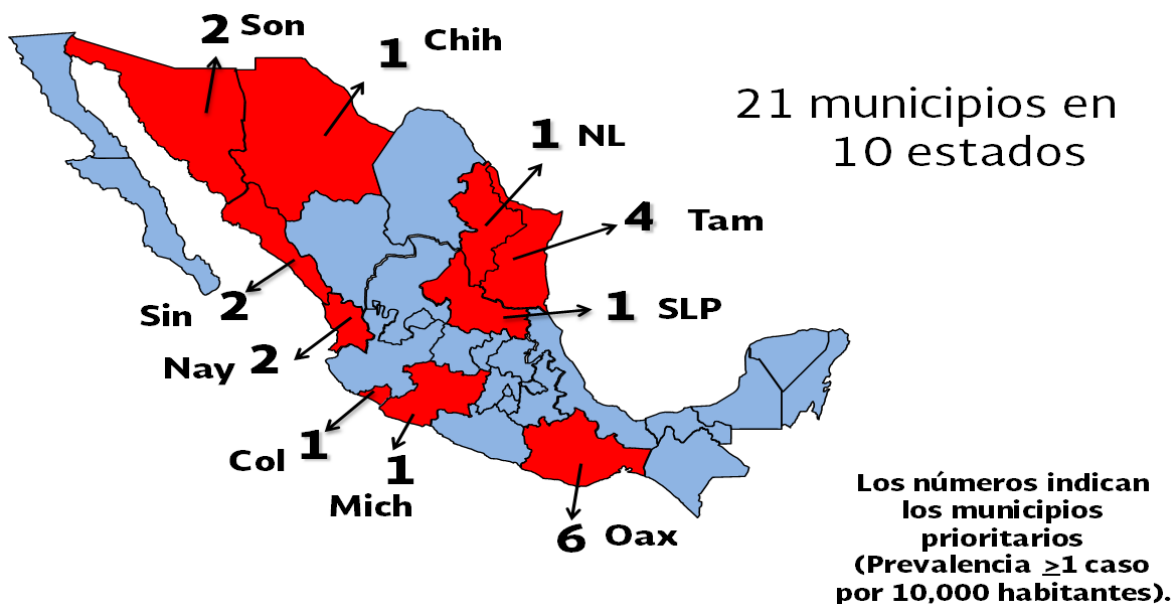 2 Son
1 Chih
21 municipios en
10 estados
1 NL
4 Tam
Sin 2
1 SLP
Nay 2
Col 1
1
Mich
6 Oax
Los números indican
los municipios
prioritarios
(Prevalencia ≥1 caso
por 10,000 habitantes).